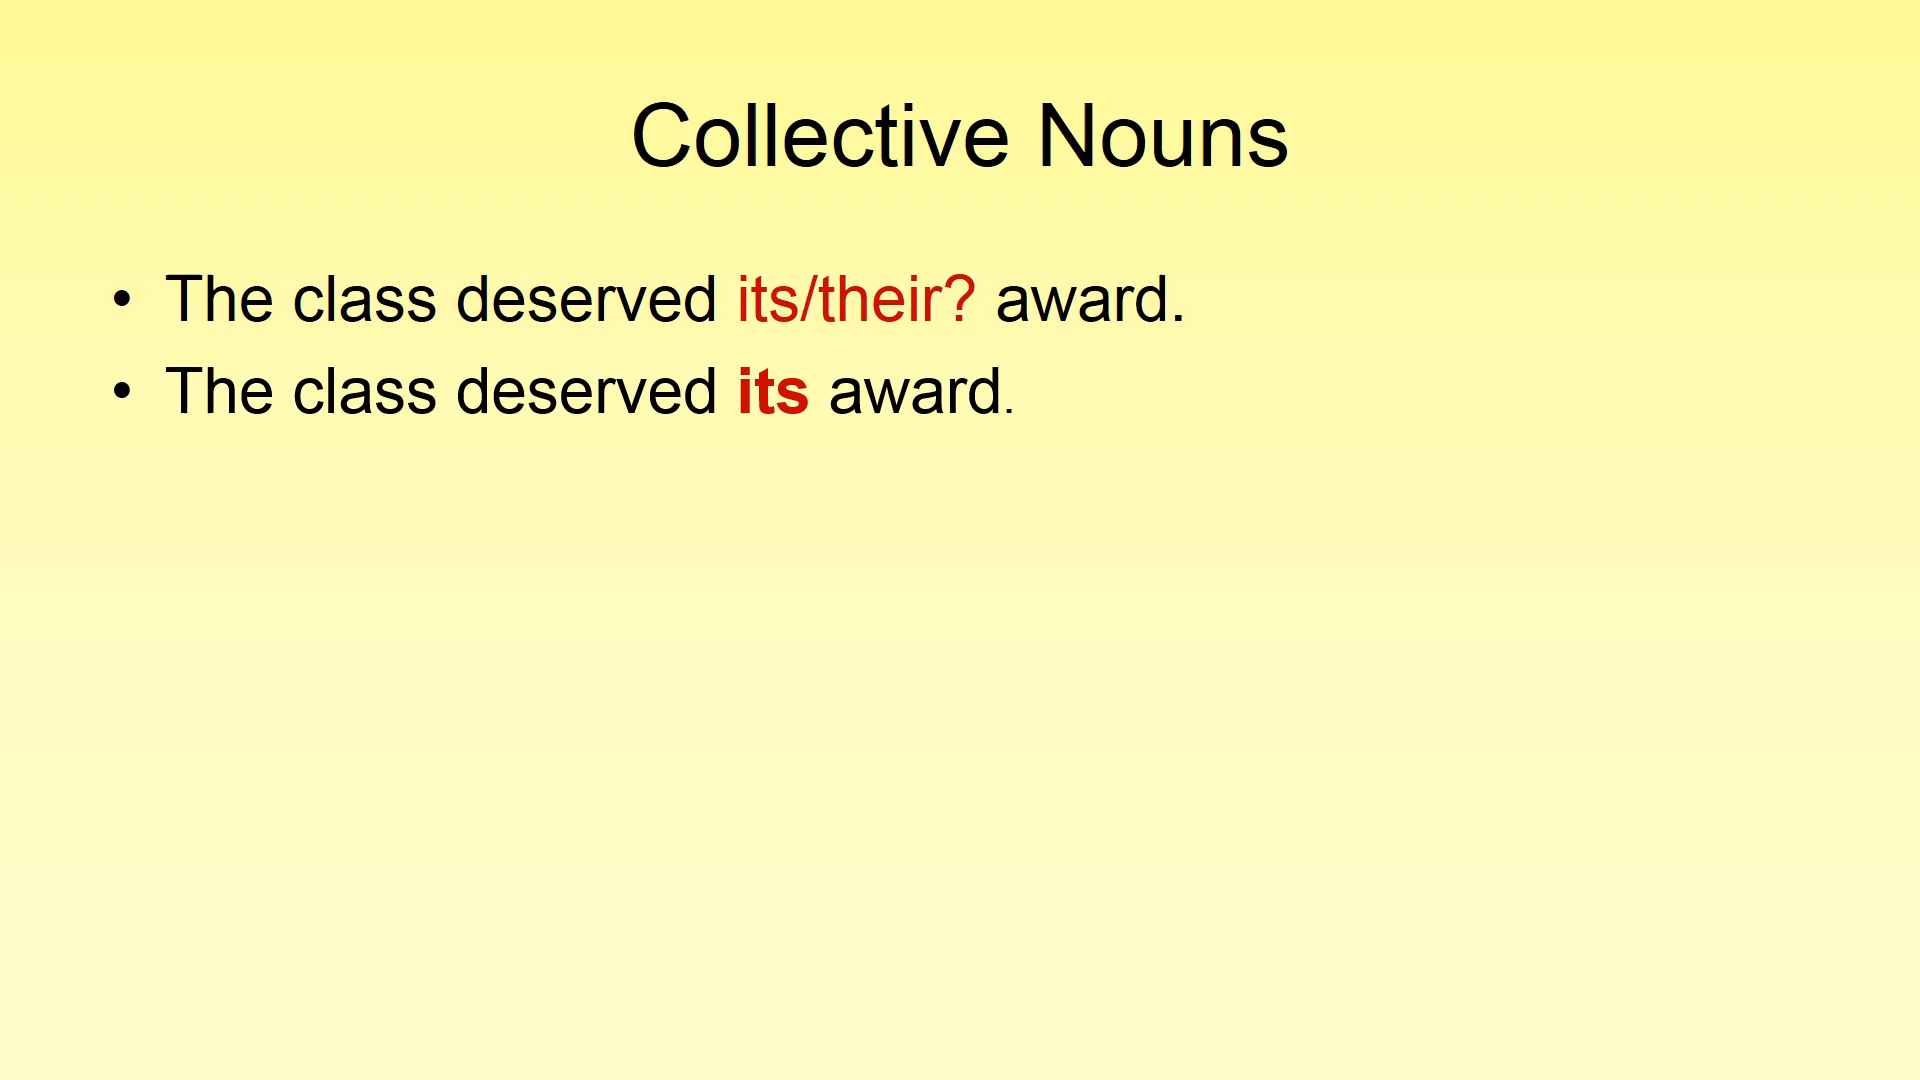 Collective Nouns
• The class deserved its/their? award.
• The class deserved its award.